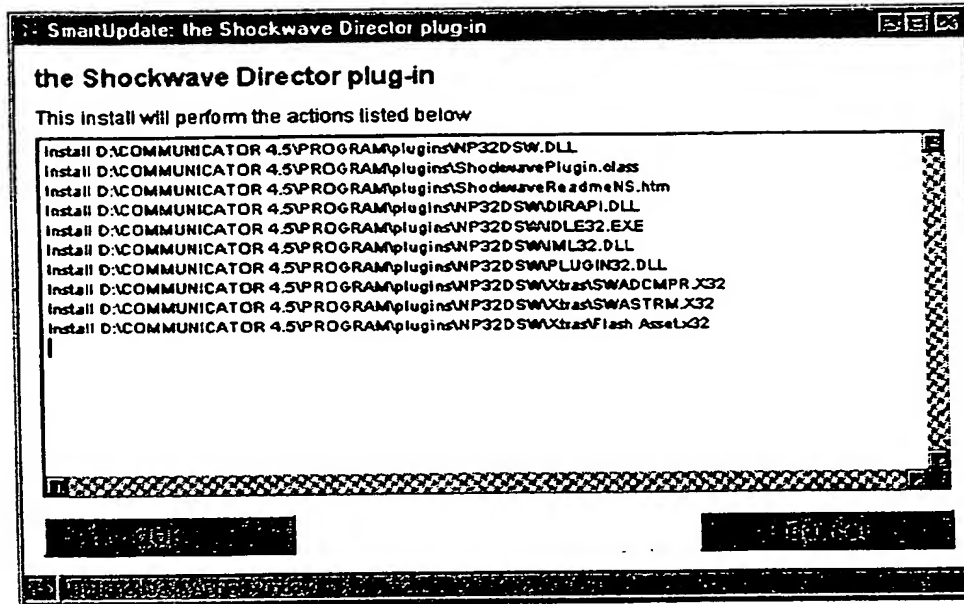 SmartUpdate: the Shockwave Director plug-in
the Shockwave Director plug-in
This install will perform the actions listed below
Install D:\COMMUNICATOR 4.5\PROGRAM\plugins\NP32DSW.DLL
Install D:\COMMUNICATOR 4.5\PROGRAM\plugins\ShockwavePlugin.class
Install D:\COMMUNICATOR 4.5\PROGRAM\plugins\ShockwaveReadmeNS.htm
Install D:\COMMUNICATOR 4.5\PROGRAM\plugins\NP32DSW\DIRAPI.DLL
Install D:\COMMUNICATOR 4.5\PROGRAM\plugins\NP32DSW\IDLE32.EXE
Install D:\COMMUNICATOR 4.5\PROGRAM\plugins\NP32DSW\IML32.DLL
Install D:\COMMUNICATOR 4.5\PROGRAM\plugins\NP32DSW\PLUGIN32.DLL
Install D:\COMMUNICATOR 4.5\PROGRAM\plugins\NP32DSW\Xtras\SWADCMPR.X32
Install D:\COMMUNICATOR 4.5\PROGRAM\plugins\NP32DSW\Xtras\SWASTRM.X32
Install D:\COMMUNICATOR 4.5\PROGRAM\plugins\NP32DSW\Xtras\Flash Asset.x32